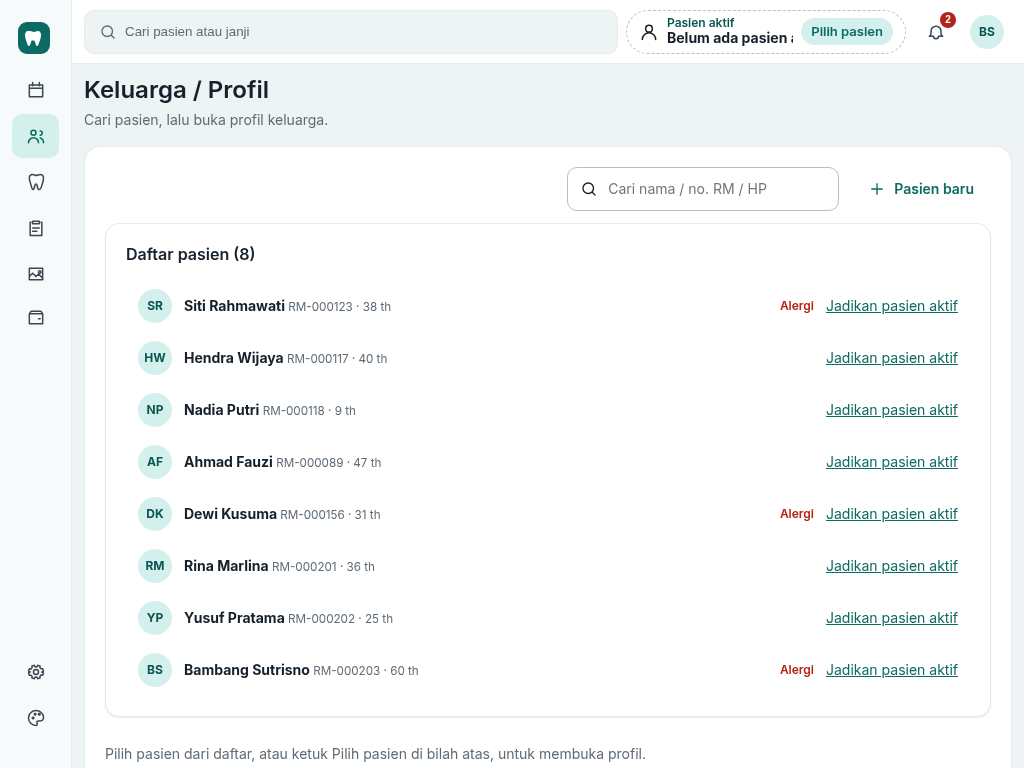 Cari pasien atau janji
Pasien aktif
Belum ada pasien
Pilih pasien
2
BS
Keluarga / Profil
Cari pasien, lalu buka profil keluarga.
Cari nama / no. RM / HP
Pasien baru
Daftar pasien (8)
SR Siti Rahmawati RM-000123 · 38 th Alergi Jadikan pasien aktif
HW Hendra Wijaya RM-000117 · 40 th Jadikan pasien aktif
NP Nadia Putri RM-000118 · 9 th Jadikan pasien aktif
AF Ahmad Fauzi RM-000089 · 47 th Jadikan pasien aktif
DK Dewi Kusuma RM-000156 · 31 th Alergi Jadikan pasien aktif
RM Rina Marlina RM-000201 · 36 th Jadikan pasien aktif
YP Yusuf Pratama RM-000202 · 25 th Jadikan pasien aktif
BS Bambang Sutrisno RM-000203 · 60 th Alergi Jadikan pasien aktif
Pilih pasien dari daftar, atau ketuk Pilih pasien di bilah atas, untuk membuka profil.